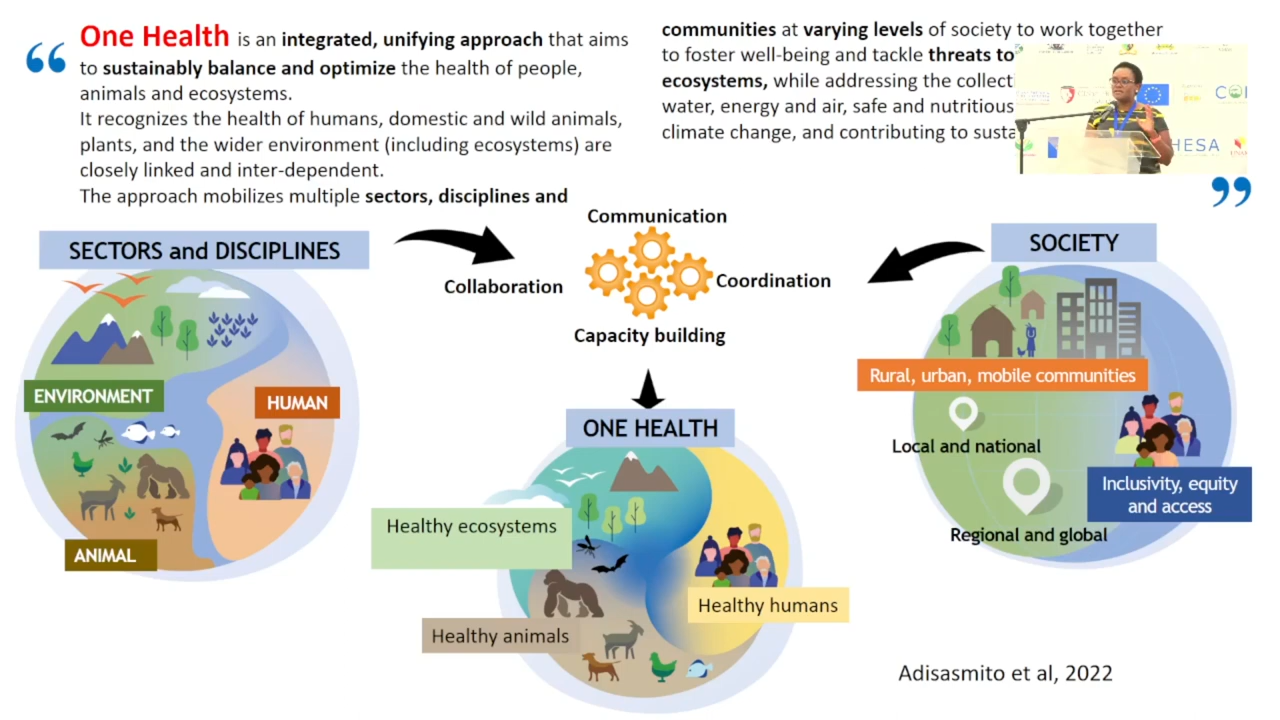 “
One Health is an integrated, unifying approach that aims
to sustainably balance and optimize the health of people,
animals and ecosystems.
It recognizes the health of humans, domestic and wild animals,
plants, and the wider environment (including ecosystems) are
closely linked and inter-dependent.
The approach mobilizes multiple sectors, disciplines and
communities at varying levels of society to work together
to foster well-being and tackle threats to
ecosystems, while addressing the
water, energy and air, safe and nutritious
climate change, and contributing to
”
HESA
SECTORS and DISCIPLINES
ENVIRONMENT
HUMAN
ANIMAL
Communication
Collaboration
Coordination
Capacity building
SOCIETY
Rural, urban, mobile communities
Local and national
Inclusivity, equity
and access
Regional and global
ONE HEALTH
Healthy ecosystems
Healthy humans
Healthy animals
Adisasmito et al, 2022